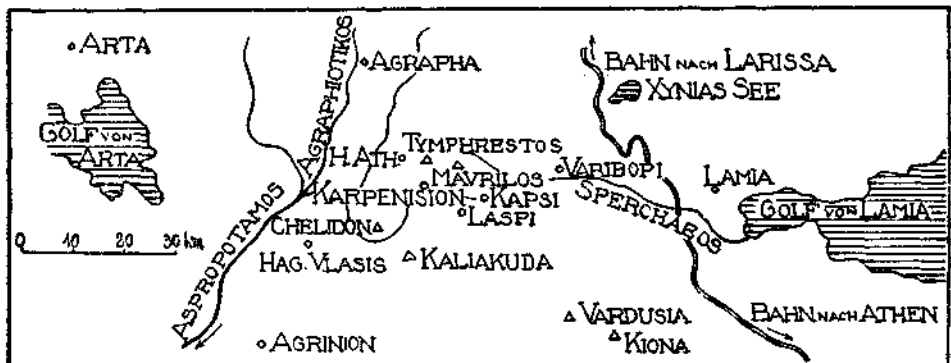 ARTA
AGRAPHIOTIKOS
AGRAPHA
BAHN NACH LARISSA
XYNIAS SEE
GOLF VON
ARTA
H. ATH.
TYMPHRESTOS
MAVRILOS
VARIBOPI
LAMIA
KARPENISION
KAPSI
LASPI
SPERCHAEOS
GOLF VON LAMIA
ASPROPOTAMOS
CHELIDON
0 10 20 30 km
HAG. VLASIS
KALIAKUDA
VARDUSIA
BAHN NACH ATHEN
AGRINION
KIONA